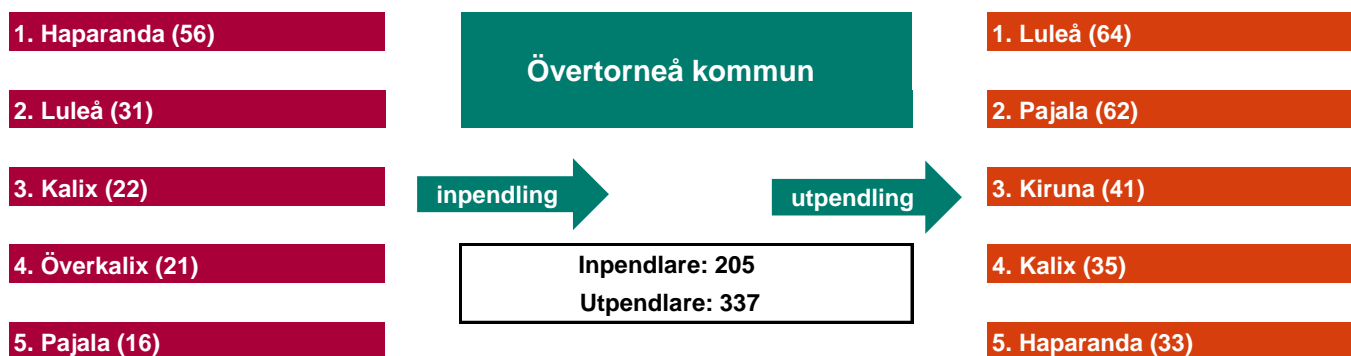 1. Haparanda (56)
2. Luleå (31)
3. Kalix (22)
4. Överkalix (21)
5. Pajala (16)
Övertorneå kommun
inpendling
utpendling
Inpendlare: 205
Utpendlare: 337
1. Luleå (64)
2. Pajala (62)
3. Kiruna (41)
4. Kalix (35)
5. Haparanda (33)